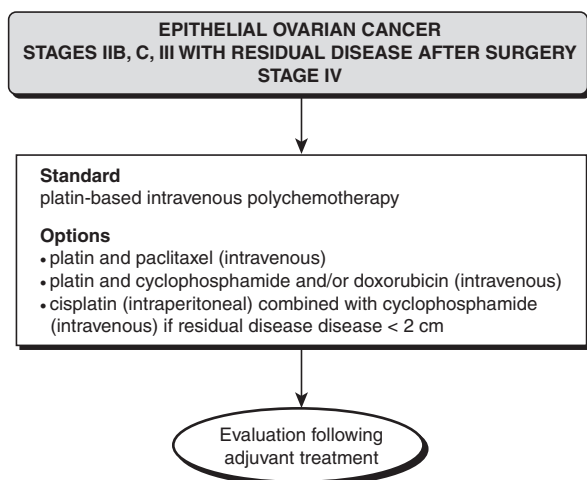 EPITHELIAL OVARIAN CANCER
STAGES IIB, C, III WITH RESIDUAL DISEASE AFTER SURGERY
STAGE IV
Standard
platin-based intravenous polychemotherapy
Options
• platin and paclitaxel (intravenous)
• platin and cyclophosphamide and/or doxorubicin (intravenous)
• cisplatin (intraperitoneal) combined with cyclophosphamide
(intravenous) if residual disease disease < 2 cm
Evaluation following
adjuvant treatment